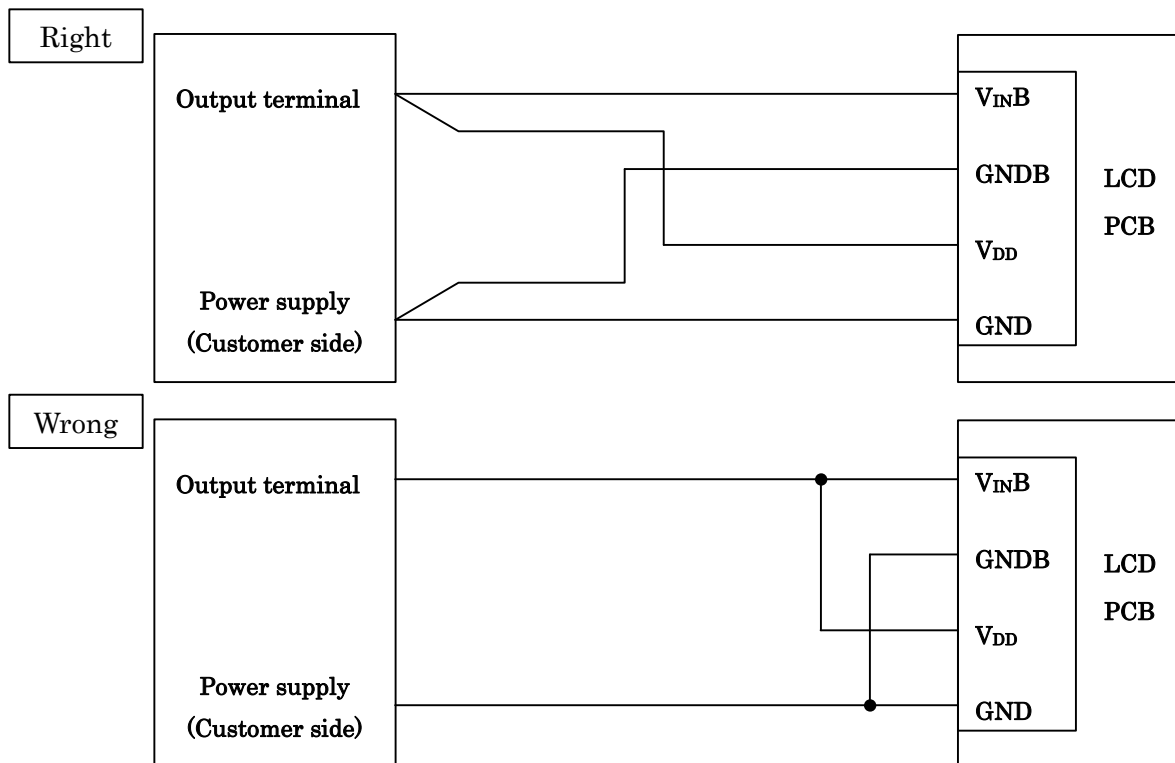 Right
Output terminal
VINB
GNDB
LCD
PCB
VDD
Power supply
(Customer side)
GND
Wrong
Output terminal
VINB
GNDB
LCD
PCB
VDD
Power supply
(Customer side)
GND